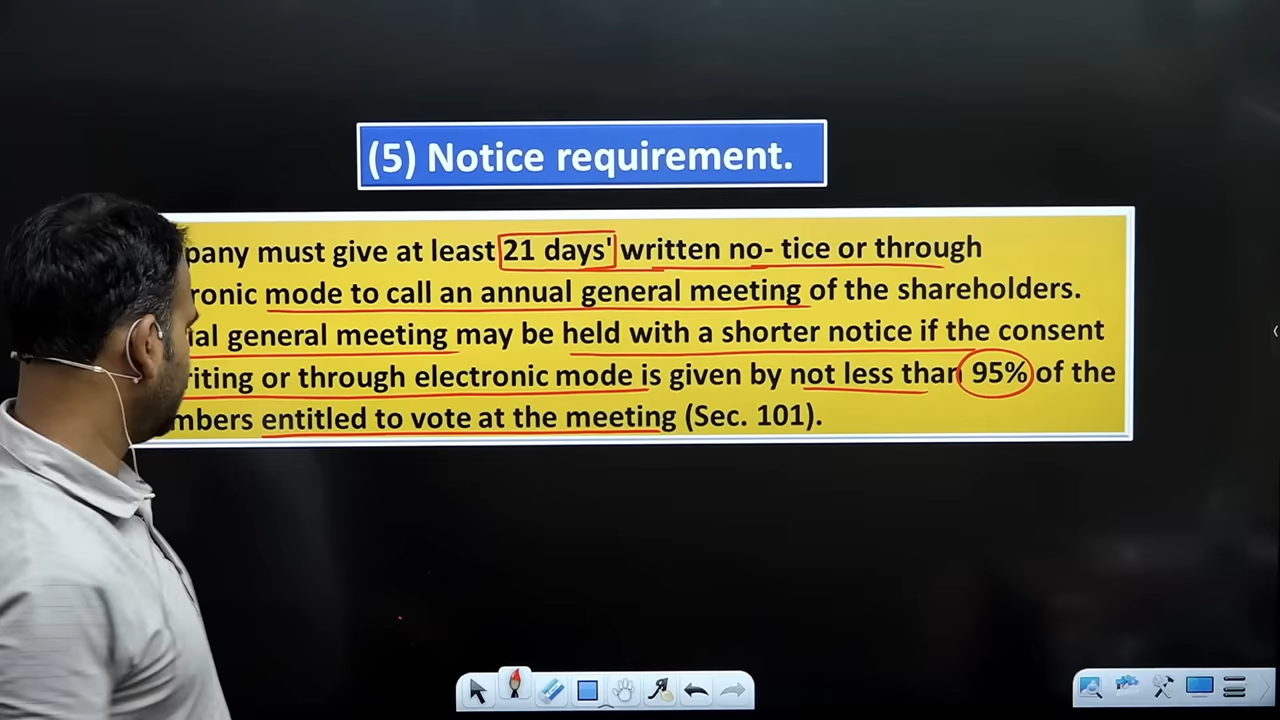 (5) Notice requirement.
pany must give at least 21 days' written no- tice or through
ronic mode to call an annual general meeting of the shareholders.
al general meeting may be held with a shorter notice if the consent
riting or through electronic mode is given by not less than 95% of the
mbers entitled to vote at the meeting (Sec. 101).